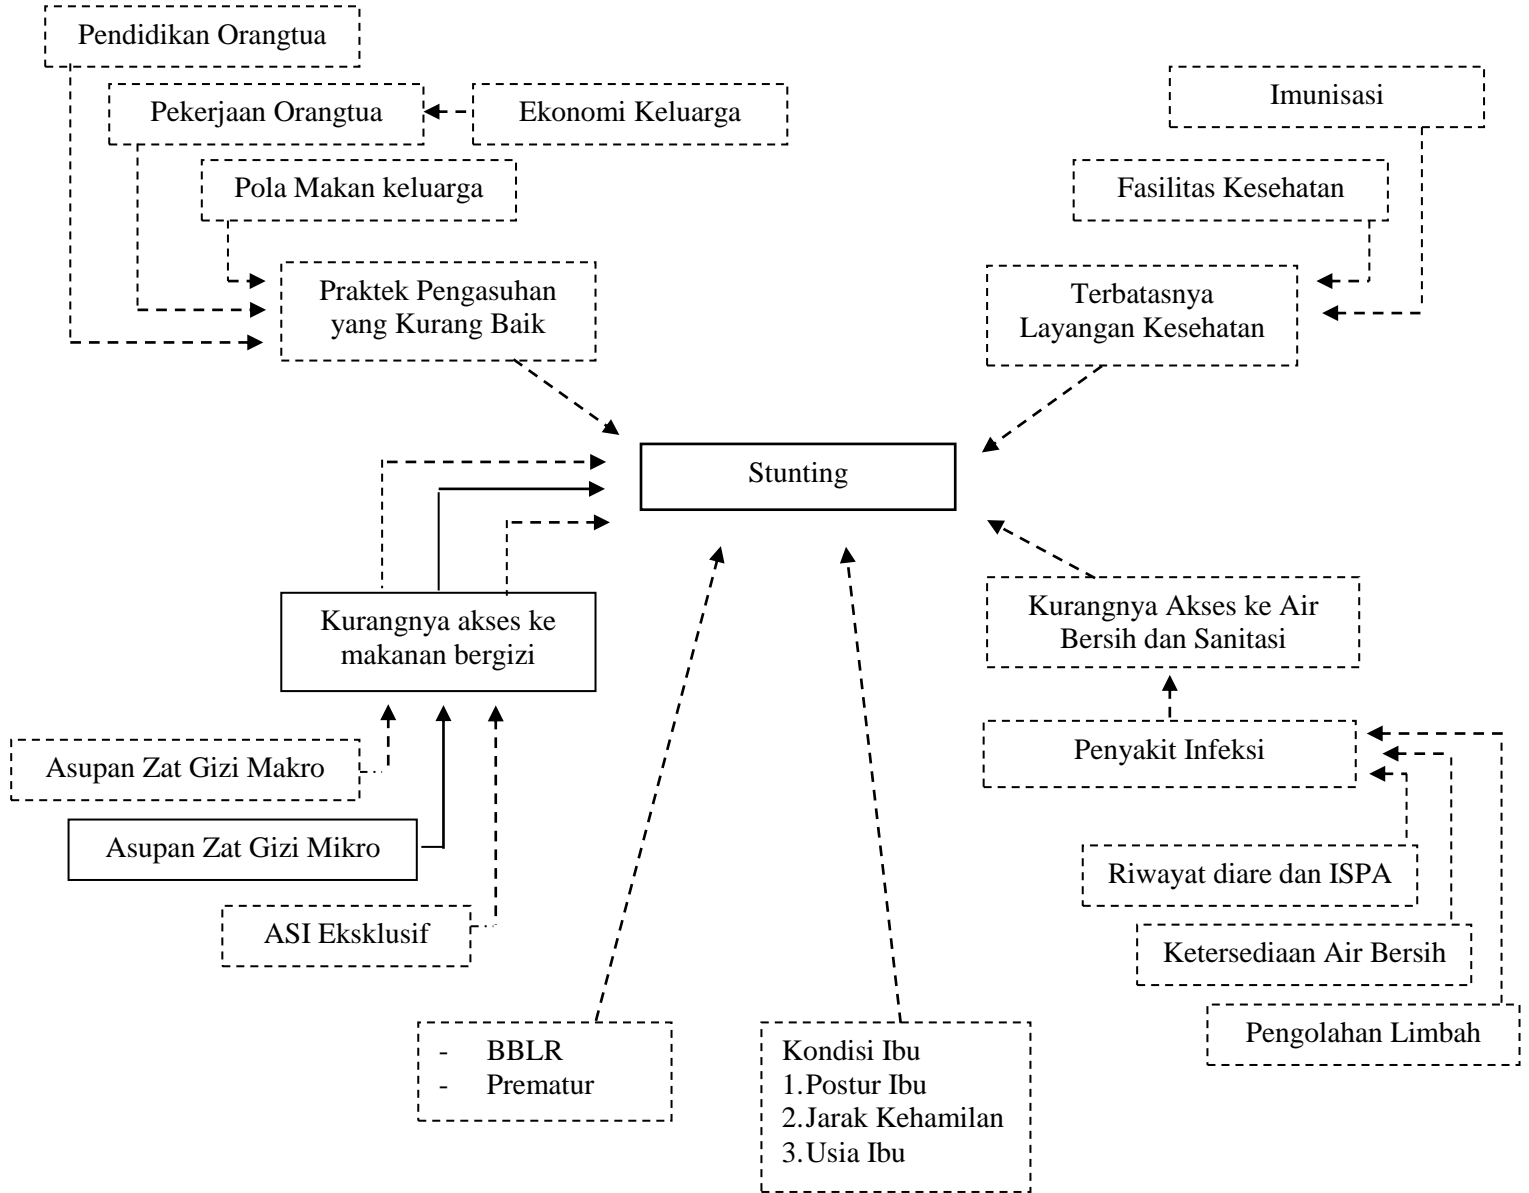 Pendidikan Orangtua
Imunisasi
Pekerjaan Orangtua
Ekonomi Keluarga
Pola Makan keluarga
Fasilitas Kesehatan
Praktek Pengasuhan
yang Kurang Baik
Terbatasnya
Layangan Kesehatan
Stunting
Kurangnya akses ke
makanan bergizi
Kurangnya Akses ke Air
Bersih dan Sanitasi
Asupan Zat Gizi Makro
Penyakit Infeksi
Asupan Zat Gizi Mikro
Riwayat diare dan ISPA
ASI Eksklusif
Ketersediaan Air Bersih
Pengolahan Limbah
- BBLR
- Prematur
Kondisi Ibu
1.Postur Ibu
2.Jarak Kehamilan
3.Usia Ibu